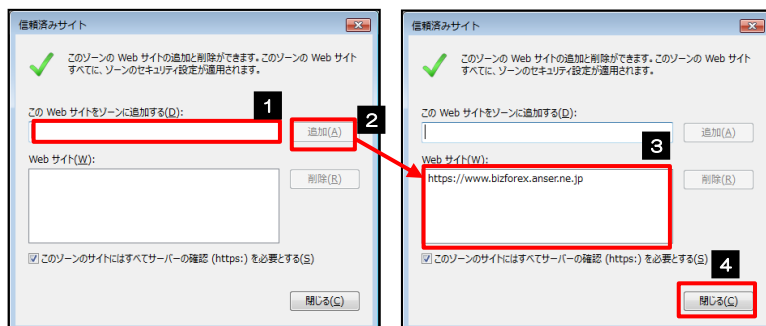 信頼済みサイト
このゾーンの Web サイトの追加と削除ができます。このゾーンの Web サイト
すべてに、ゾーンのセキュリティ設定が適用されます。
1
この Web サイトをゾーンに追加する(D):
追加(A)
2
Web サイト(W):
削除(R)
このゾーンのサイトにはすべてサーバーの確認 (https:) を必要とする(S)
閉じる(C)
信頼済みサイト
このゾーンの Web サイトの追加と削除ができます。このゾーンの Web サイト
すべてに、ゾーンのセキュリティ設定が適用されます。
この Web サイトをゾーンに追加する(D):
追加(A)
3
Web サイト(W):
https://www.bizforex.anser.ne.jp
削除(R)
このゾーンのサイトにはすべてサーバーの確認 (https:) を必要とする(S)
4
閉じる(C)